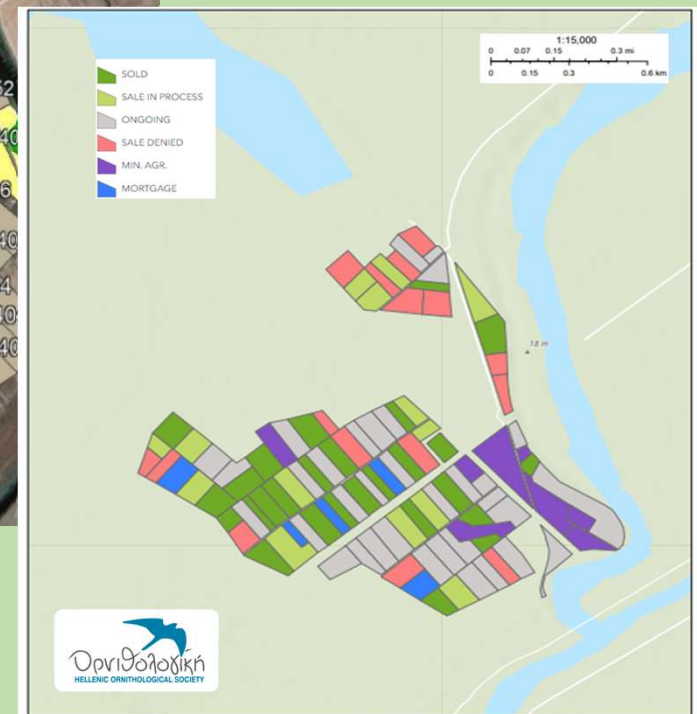 1:15,000
0 0.07 0.15 0.3 mi
0 0.15 0.3 0.6 km
SOLD
SALE IN PROCESS
ONGOING
SALE DENIED
MIN. AGR.
MORTGAGE
18 m
Ορνιθολογική
HELLENIC ORNITHOLOGICAL SOCIETY